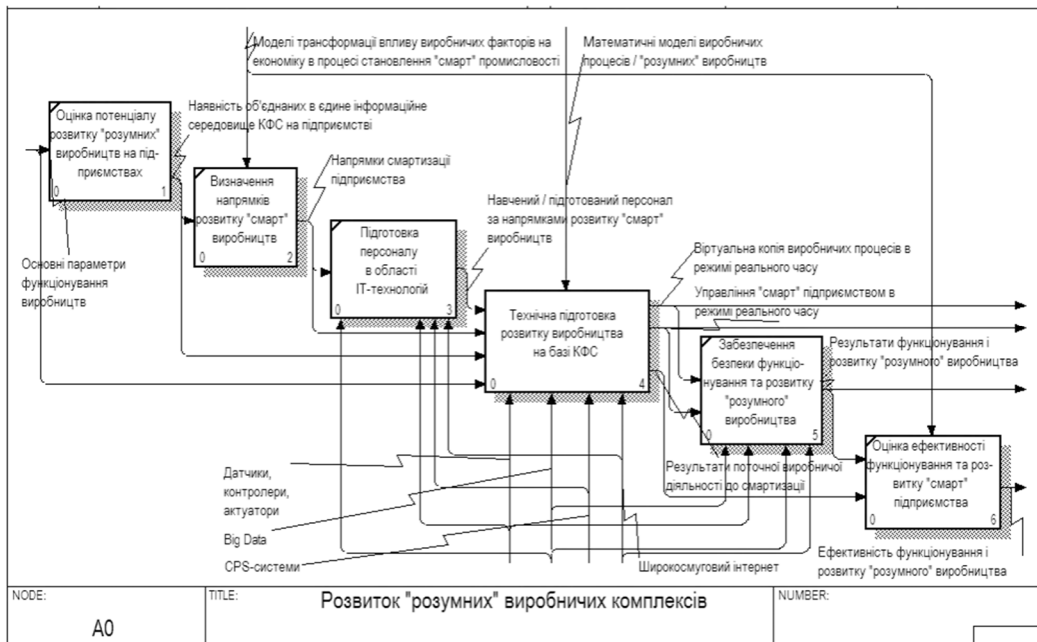 Моделі трансформації впливу виробничих факторів на
економіку в процесі становлення "смарт" промисловості
Математичні моделі виробничих
процесів / "розумних" виробництв
Оцінка потенціалу
розвитку "розумних"
виробництв на під-
приємствах
0 1
Наявність об'єднаних в єдине інформаційне
середовище КФС на підприємстві
Визначення
напрямків
розвитку "смарт"
виробництв
0 2
Напрямки смартизації
підприємства
Підготовка
персоналу
в області
ІТ-технологій
0 3
Навчений / підготований персонал
за напрямками розвитку "смарт"
виробництв
Основні параметри
функціонування
виробництв
Технічна підготовка
розвитку виробництва
на базі КФС
0 4
Віртуальна копія виробничих процесів в
режимі реального часу
Управління "смарт" підприємством в
режимі реального часу
Забезпечення
безпеки функціо-
нування та розвитку
"розумного"
виробництва
0 5
Результати функціонування і
розвитку "розумного" виробництва
Оцінка ефективності
функціонування та роз-
витку "смарт"
підприємства
0 6
Результати поточної виробничої
діяльності до смартизації
Датчики,
контролери,
актуатори
Big Data
CPS-системи
Широкосмуговий інтернет
Ефективність функціонування і
розвитку "розумного" виробництва
NODE:
A0
TITLE:
Розвиток "розумних" виробничих комплексів
NUMBER: